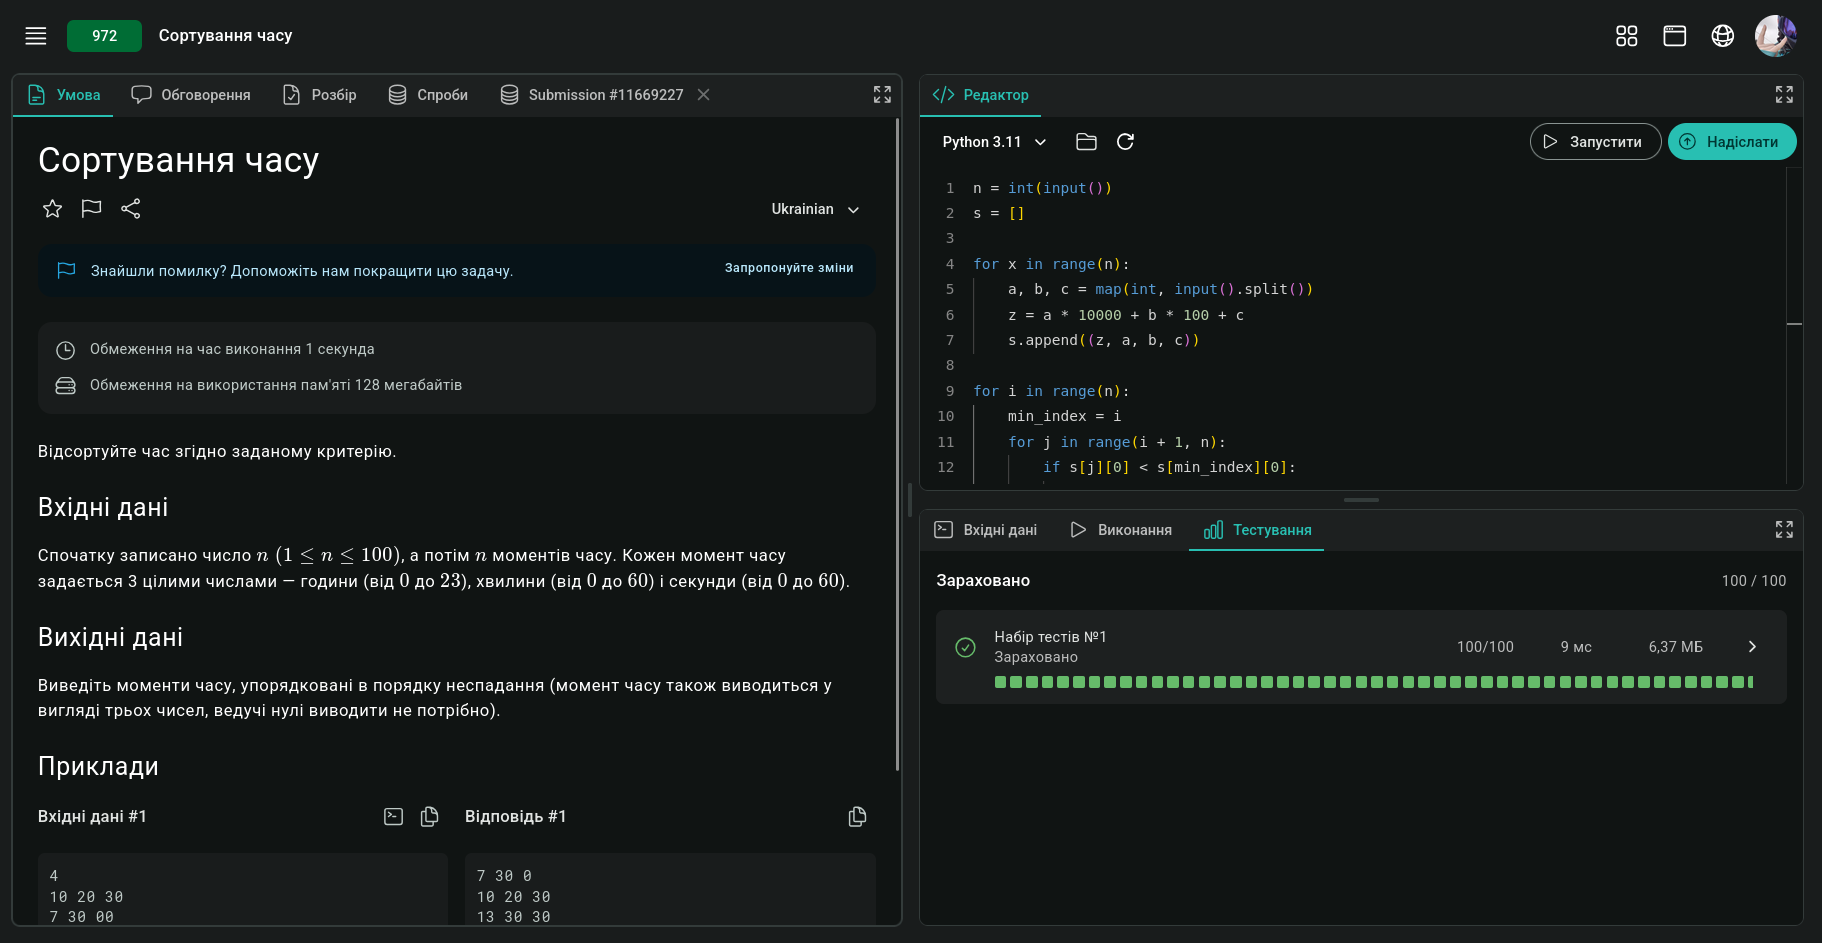 972 Сортування часу
Умова Обговорення Розбір Спроби Submission #11669227
Сортування часу
Ukrainian
Знайшли помилку? Допоможіть нам покращити цю задачу. Запропонуйте зміни
Обмеження на час виконання 1 секунда
Обмеження на використання пам'яті 128 мегабайтів
Відсортуйте час згідно заданому критерію.
Вхідні дані
Спочатку записано число n (1 ≤ n ≤ 100), а потім n моментів часу. Кожен момент часу
задається 3 цілими числами — години (від 0 до 23), хвилини (від 0 до 60) і секунди (від 0 до 60).
Вихідні дані
Виведіть моменти часу, упорядковані в порядку неспадання (момент часу також виводиться у
вигляді трьох чисел, ведучі нулі виводити не потрібно).
Приклади
Вхідні дані #1
4
10 20 30
7 30 00
Відповідь #1
7 30 0
10 20 30
13 30 30
Редактор
Python 3.11 Запустити Надіслати
1 n = int(input())
2 s = []
3
4 for x in range(n):
5     a, b, c = map(int, input().split())
6     z = a * 10000 + b * 100 + c
7     s.append((z, a, b, c))
8
9 for i in range(n):
10     min_index = i
11     for j in range(i + 1, n):
12         if s[j][0] < s[min_index][0]:
Вхідні дані Виконання Тестування
Зараховано 100 / 100
Набір тестів №1
Зараховано
100/100 9 мс 6,37 МБ